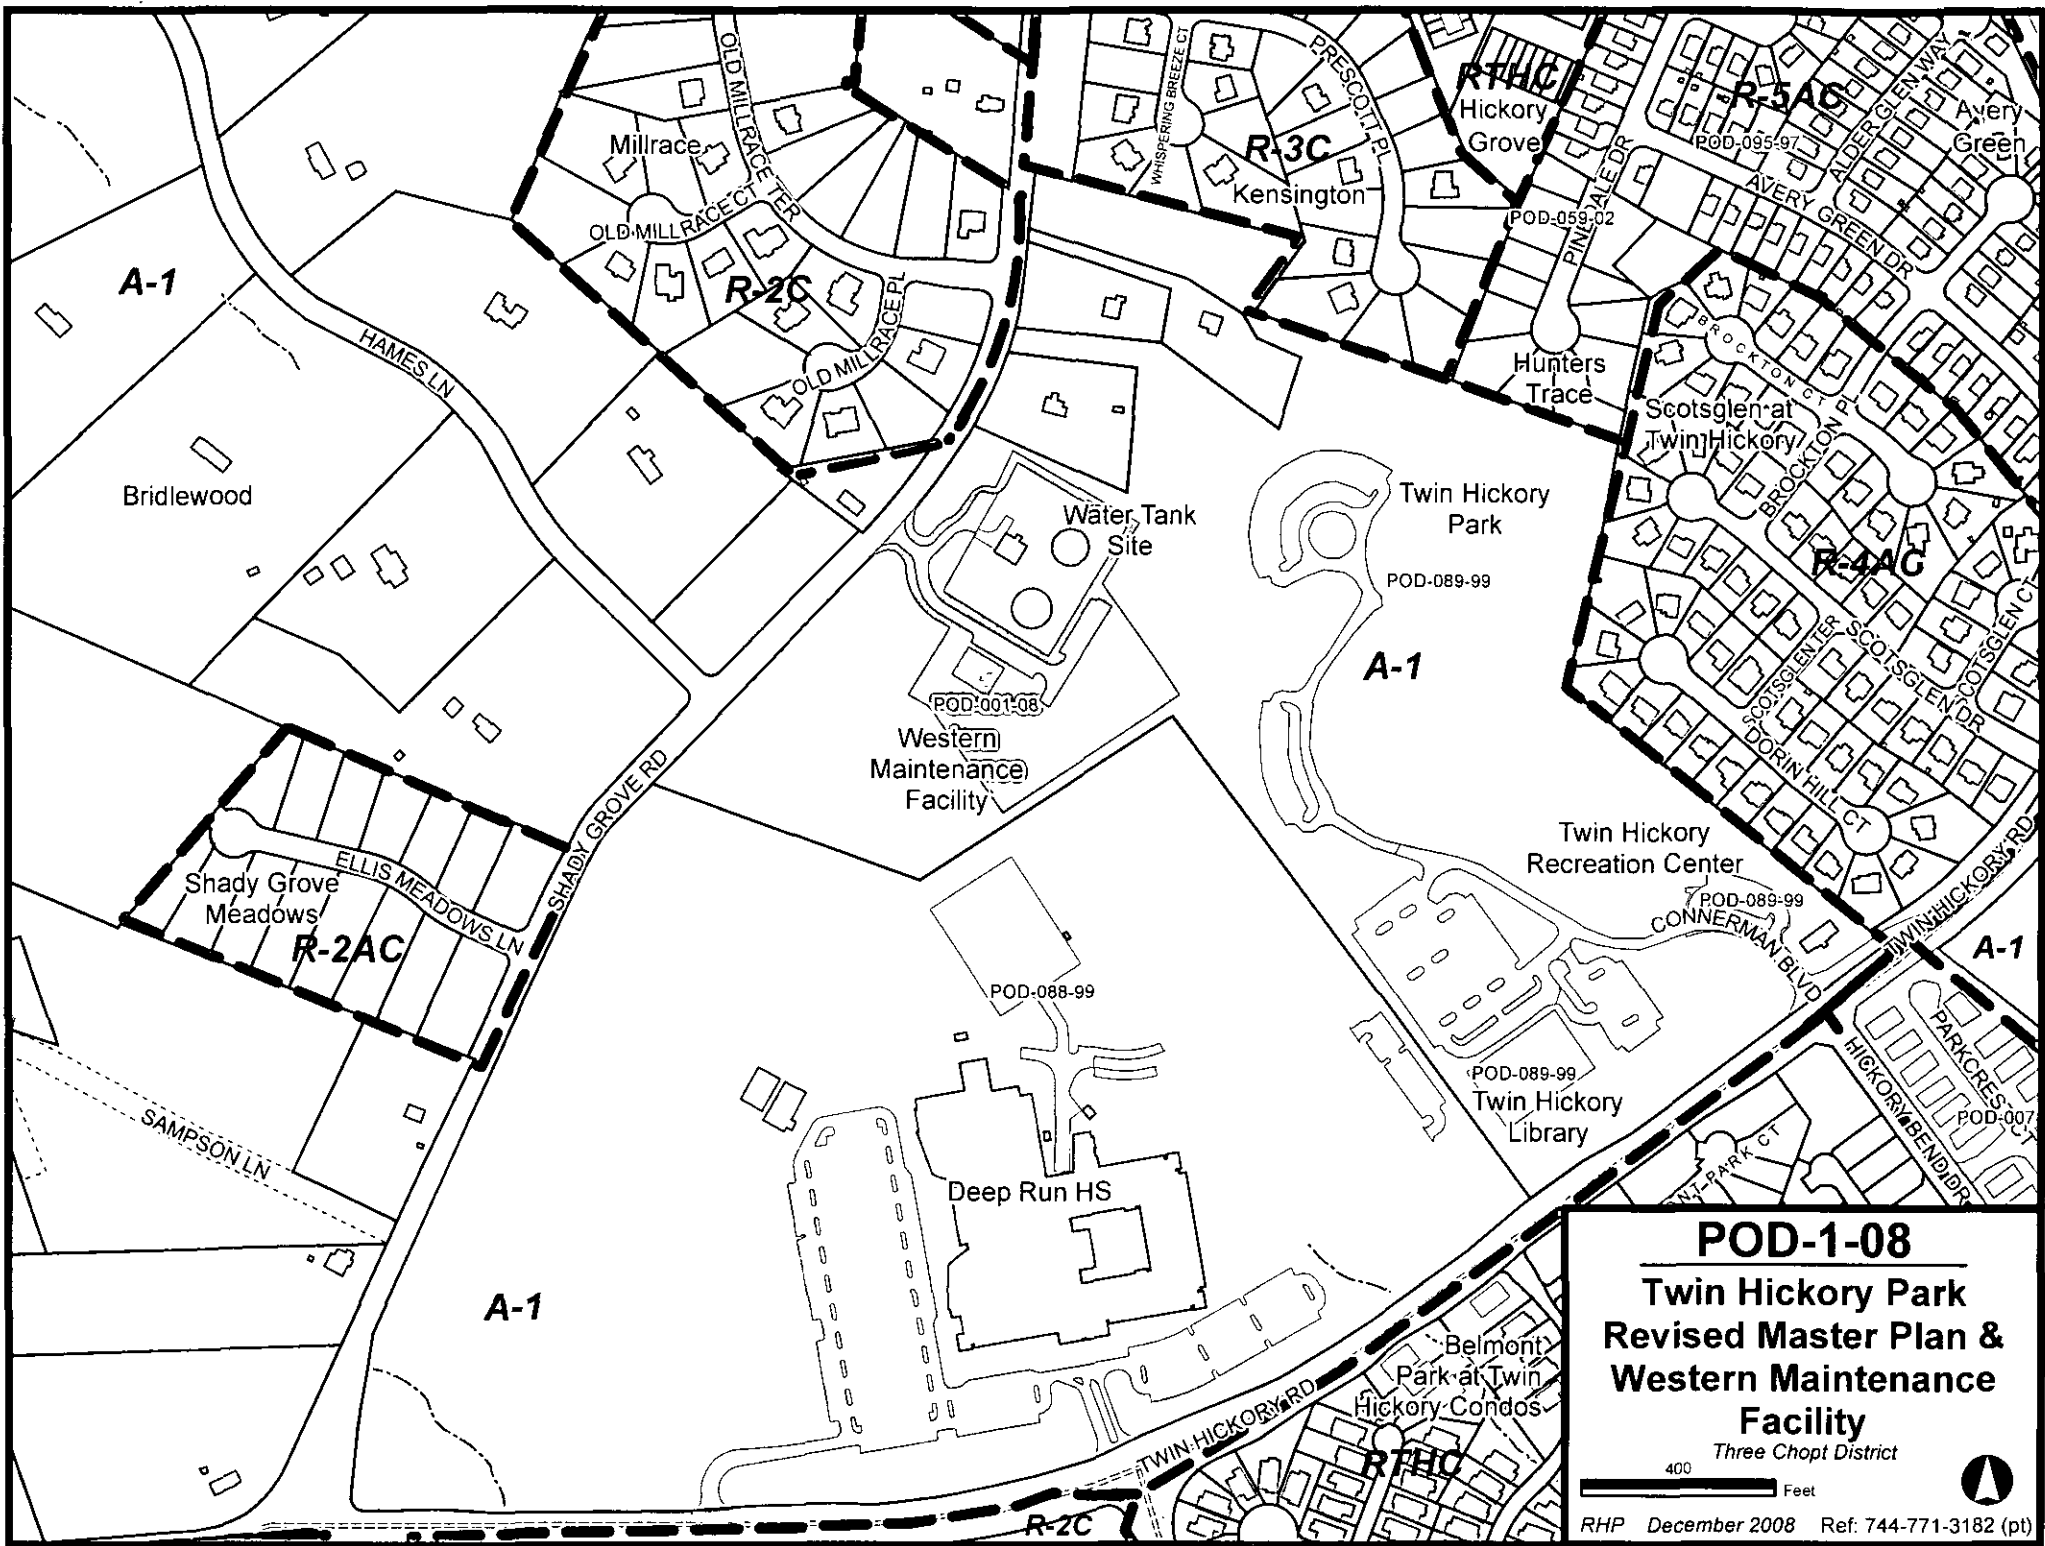 OLD MILLRACE TER
WHISPERING BREEZE CT
PRESCOTT PL
RTHC
Hickory
Grove
R-5AC
ALDER GLEN WAY
Avery
Green
POD-095-97
Millrace
R-3C
Kensington
PINEDALE DR
AVERY GREEN DR
POD-059-02
OLD MILLRACE CT
A-1
R-2C
OLD MILLRACE PL
HAMES LN
BROCKTON CT
Hunters
Trace
Scotsglen at
Twin Hickory
BROCKTON PL
Bridlewood
Water Tank
Site
Twin Hickory
Park
POD-089-99
R-4AC
SCOTSGLEN CT
SCOTSGLEN TER
SCOTSGLEN DR
A-1
POD-001-08
Western
Maintenance
Facility
DORIN HILL CT
SHADY GROVE RD
Twin Hickory
Recreation Center
POD-089-99
CONNERMAN BLVD
TWIN HICKORY RD
A-1
ELLIS MEADOWS LN
Shady Grove
Meadows
R-2AC
POD-088-99
PARKCREST CT
HICKORY BEND DR
POD-007
POD-089-99
Twin Hickory
Library
SAMPSON LN
NT PARK CT
Deep Run HS
A-1
Belmont
Park at Twin
Hickory Condos
TWIN HICKORY RD
RTHC
R-2C
POD-1-08
Twin Hickory Park
Revised Master Plan &
Western Maintenance
Facility
Three Chopt District
400
Feet
RHP December 2008 Ref: 744-771-3182 (pt)